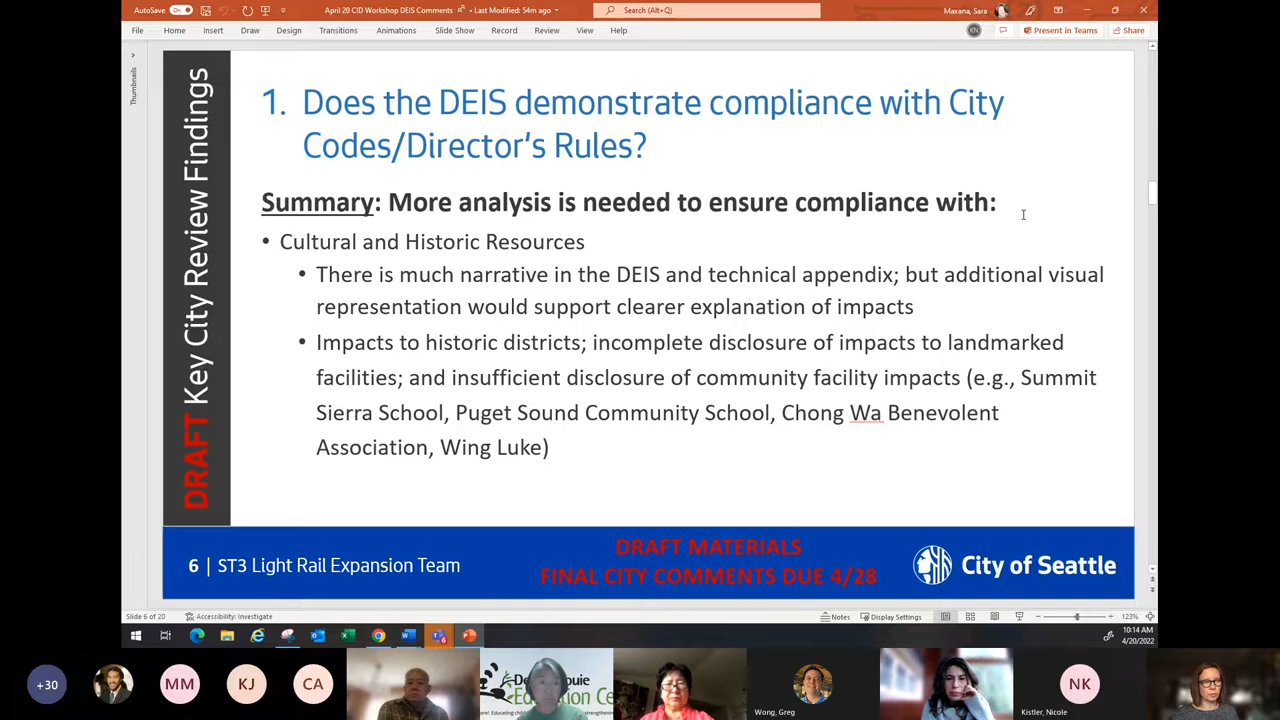 AutoSave On April 20 CID Workshop DEIS Comments • Last Modified: 54m ago Search (Alt+Q) Maxana, Sara
File Home Insert Draw Design Transitions Animations Slide Show Record Review View Help KN Present in Teams Share
Thumbnails
DRAFT Key City Review Findings
1. Does the DEIS demonstrate compliance with City
Codes/Director's Rules?
Summary: More analysis is needed to ensure compliance with:
• Cultural and Historic Resources
• There is much narrative in the DEIS and technical appendix; but additional visual
representation would support clearer explanation of impacts
• Impacts to historic districts; incomplete disclosure of impacts to landmarked
facilities; and insufficient disclosure of community facility impacts (e.g., Summit
Sierra School, Puget Sound Community School, Chong Wa Benevolent
Association, Wing Luke)
DRAFT MATERIALS
FINAL CITY COMMENTS DUE 4/28
6 | ST3 Light Rail Expansion Team
City of Seattle
Slide 6 of 20 Accessibility: Investigate Notes Display Settings 123%
10:14 AM
4/20/2022
+30 MM KJ CA NK
Wong, Greg Kistler, Nicole